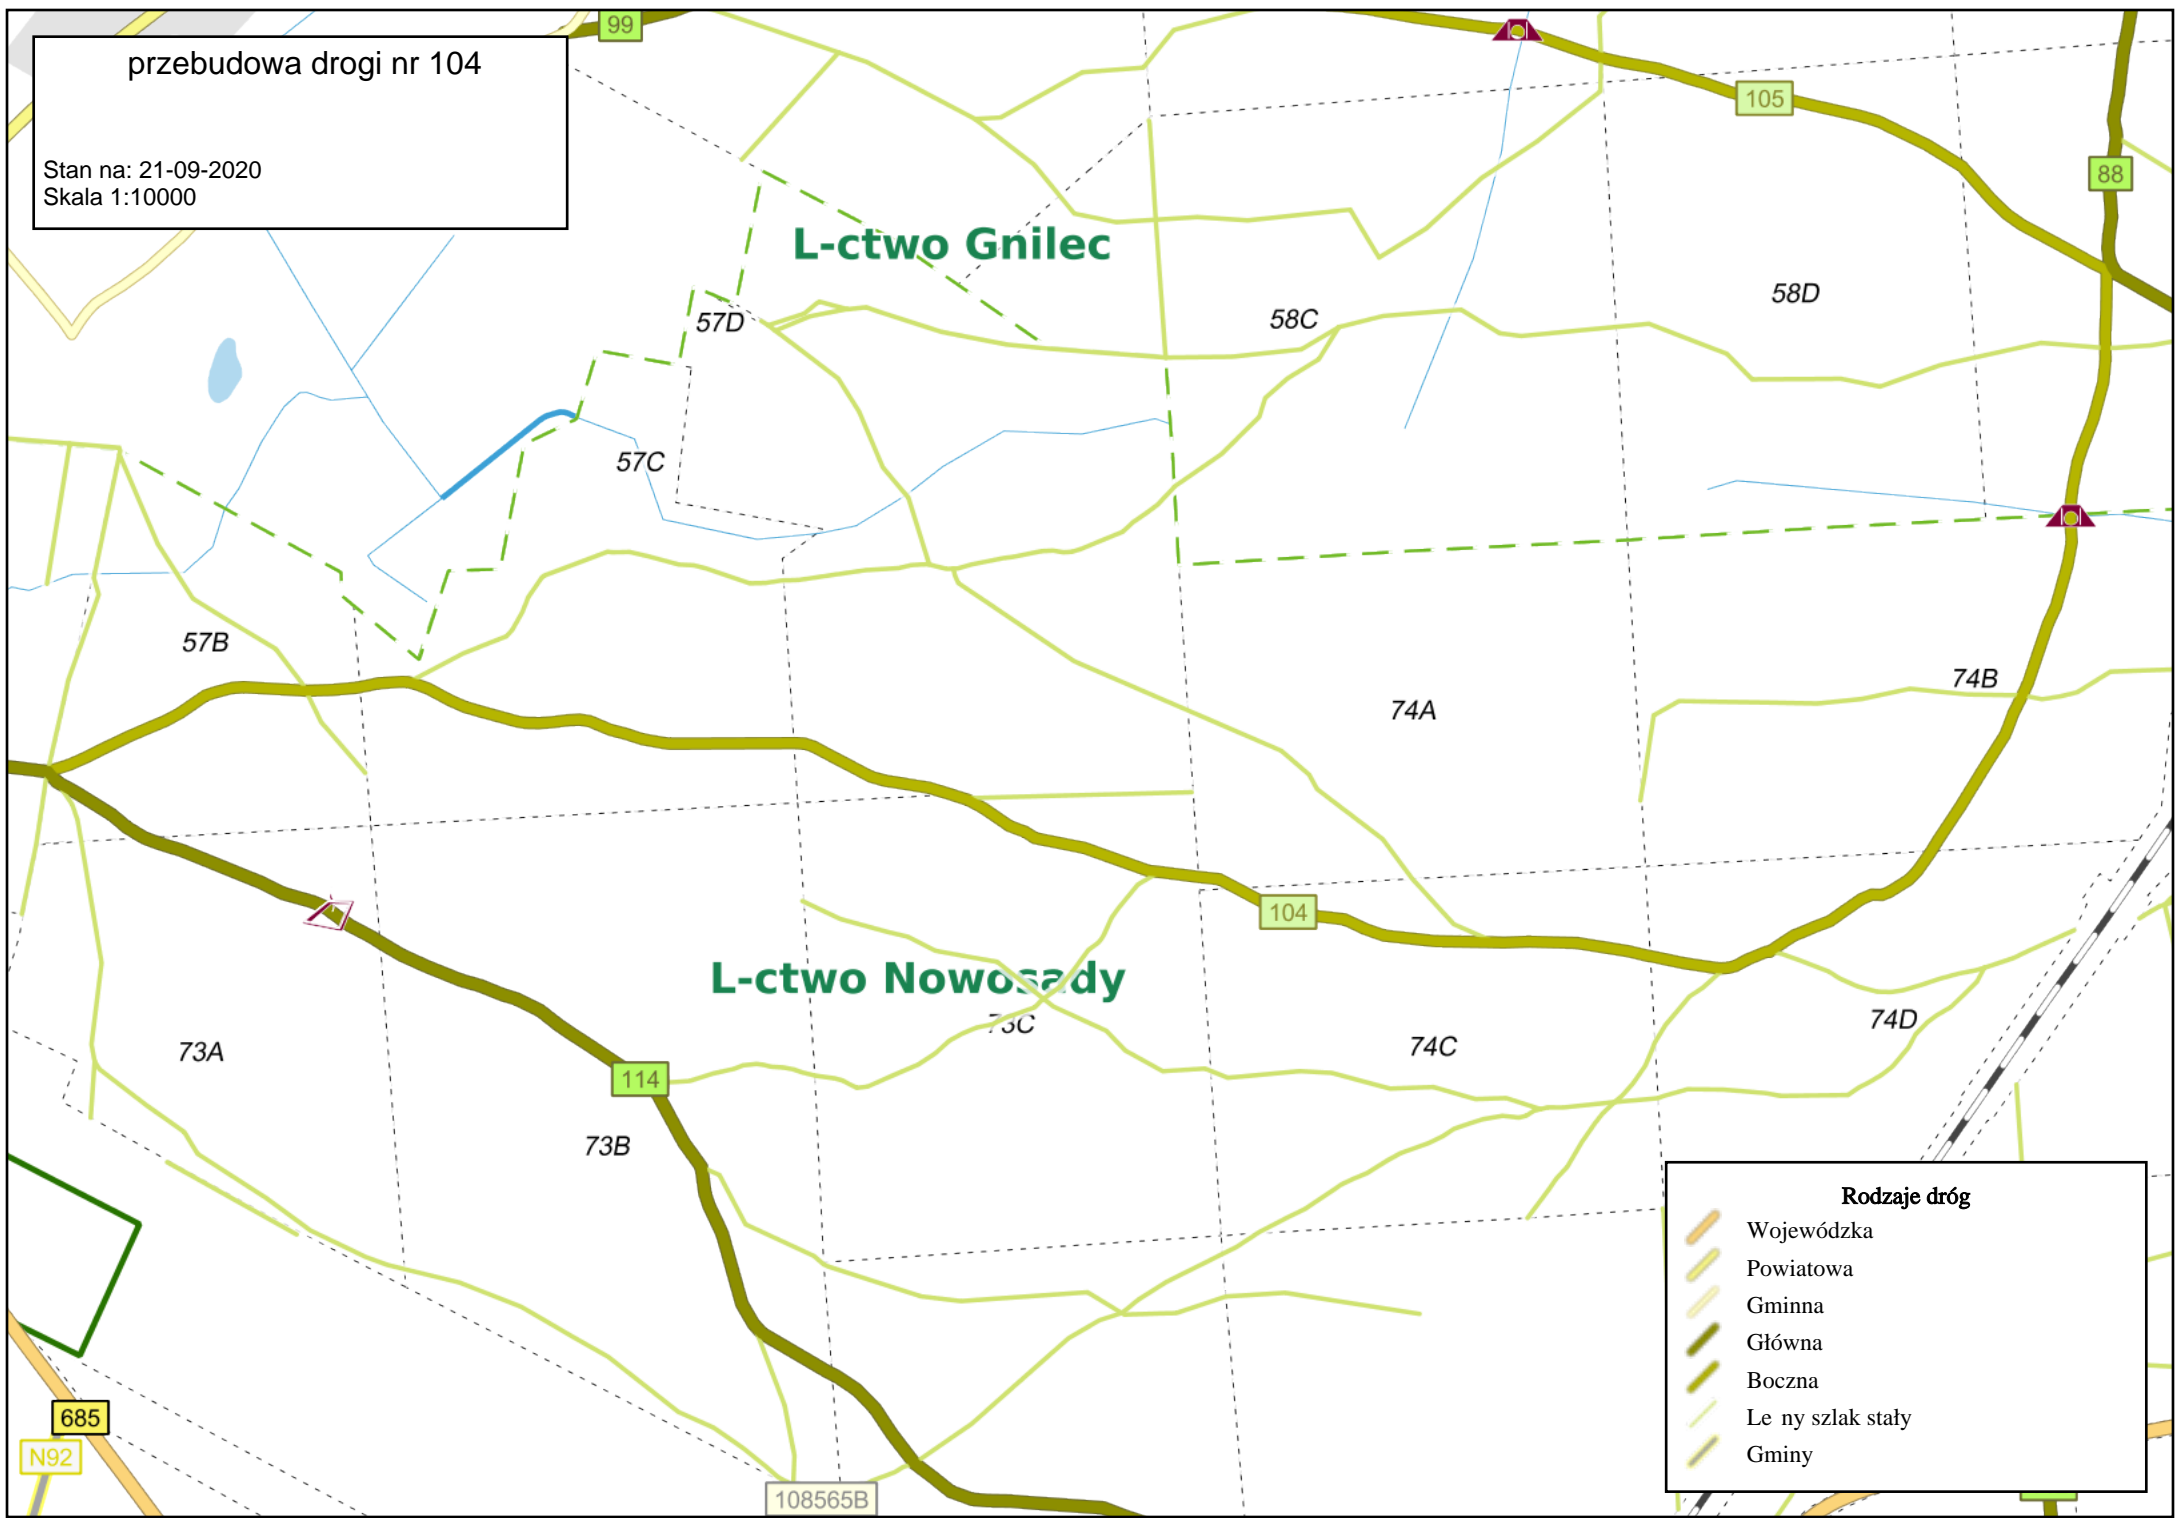 przebudowa drogi nr 104
Stan na: 21-09-2020
Skala 1:10000
99
105
88
L-ctwo Gnilec
58D
57D
58C
57C
57B
74B
74A
104
L-ctwo Nowosady
73C
74D
74C
73A
114
73B
685
N92
108565B
Rodzaje dróg
Wojewódzka
Powiatowa
Gminna
Główna
Boczna
Le ny szlak stały
Gminy